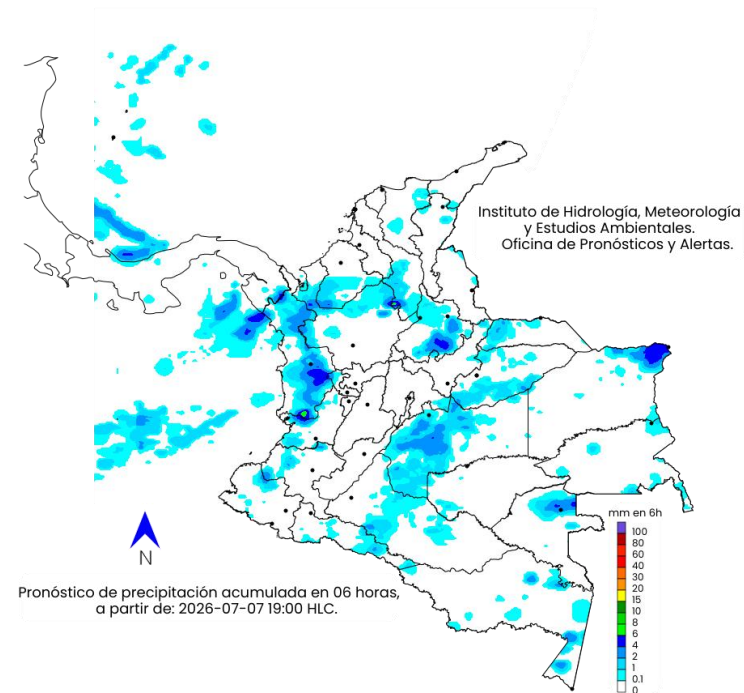 Instituto de Hidrología, Meteorología
y Estudios Ambientales.
Oficina de Pronósticos y Alertas.
mm en 6h
100
80
60
40
30
20
15
10
8
6
4
2
1
0.1
0
N
Pronóstico de precipitación acumulada en 06 horas,
a partir de: 2026-07-07 19:00 HLC.